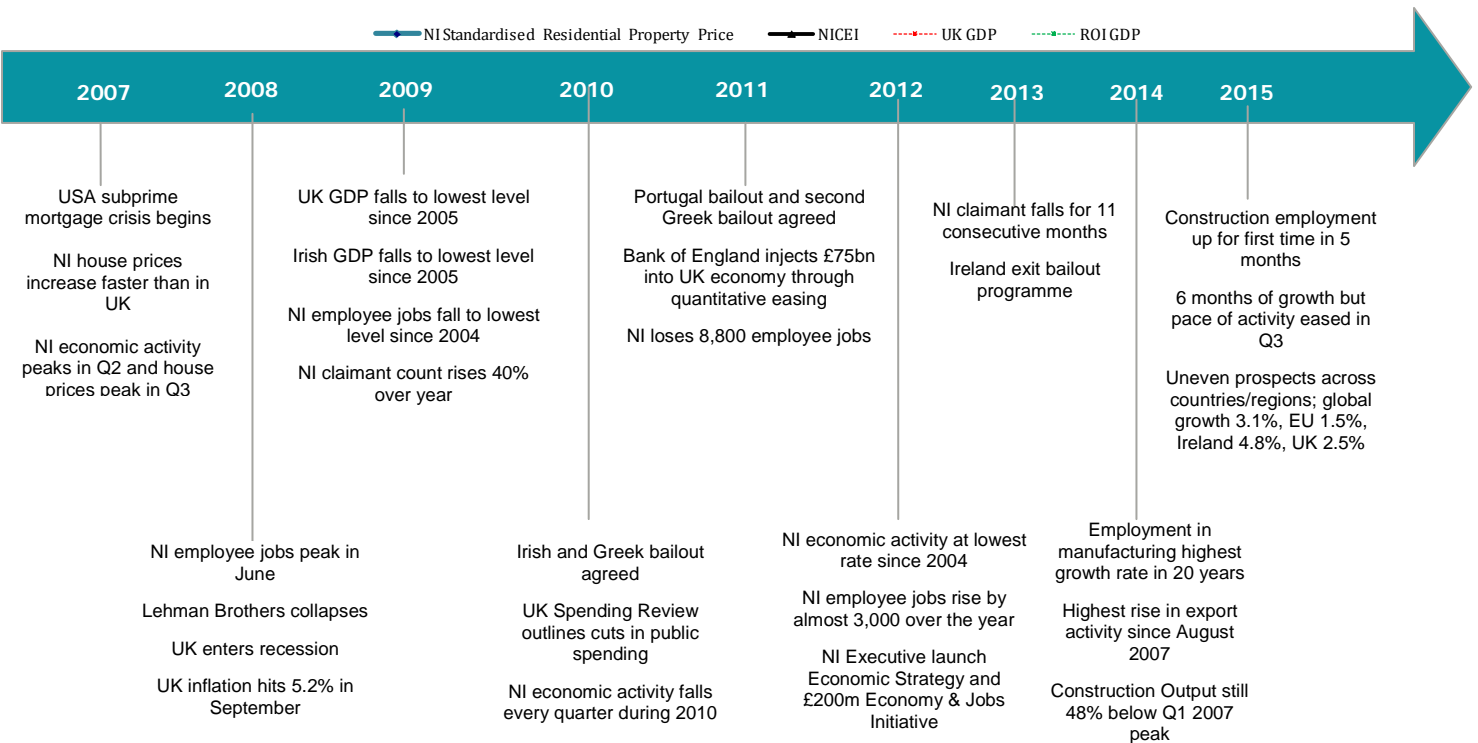 NI Standardised Residential Property Price NICEI UK GDP ROI GDP
2007 2008 2009 2010 2011 2012 2013 2014 2015
USA subprime
mortgage crisis begins
NI house prices
increase faster than in
UK
NI economic activity
peaks in Q2 and house
prices peak in Q3
UK GDP falls to lowest level
since 2005
Irish GDP falls to lowest level
since 2005
NI employee jobs fall to lowest
level since 2004
NI claimant count rises 40%
over year
Portugal bailout and second
Greek bailout agreed
Bank of England injects £75bn
into UK economy through
quantitative easing
NI loses 8,800 employee jobs
NI claimant falls for 11
consecutive months
Ireland exit bailout
programme
Construction employment
up for first time in 5
months
6 months of growth but
pace of activity eased in
Q3
Uneven prospects across
countries/regions; global
growth 3.1%, EU 1.5%,
Ireland 4.8%, UK 2.5%
NI employee jobs peak in
June
Lehman Brothers collapses
UK enters recession
UK inflation hits 5.2% in
September
Irish and Greek bailout
agreed
UK Spending Review
outlines cuts in public
spending
NI economic activity falls
every quarter during 2010
NI economic activity at lowest
rate since 2004
NI employee jobs rise by
almost 3,000 over the year
NI Executive launch
Economic Strategy and
£200m Economy & Jobs
Initiative
Employment in
manufacturing highest
growth rate in 20 years
Highest rise in export
activity since August
2007
Construction Output still
48% below Q1 2007
peak